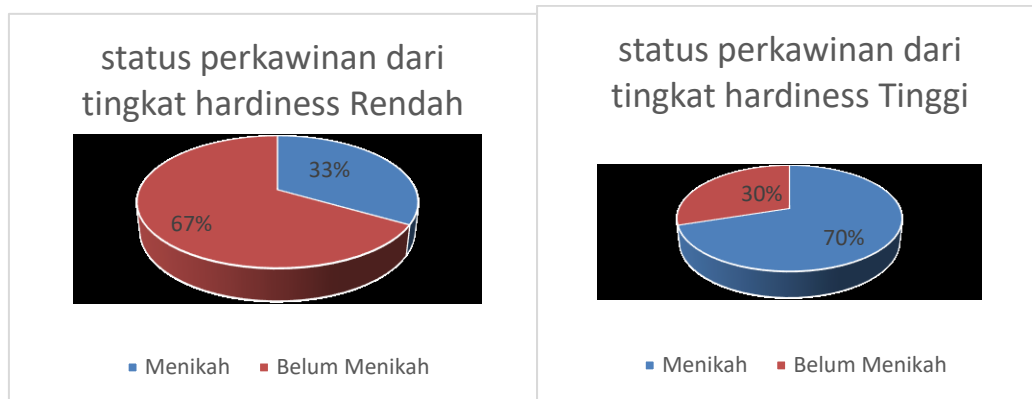 status perkawinan dari
tingkat hardiness Rendah
33%
67%
Menikah
Belum Menikah
status perkawinan dari
tingkat hardiness Tinggi
30%
70%
Menikah
Belum Menikah